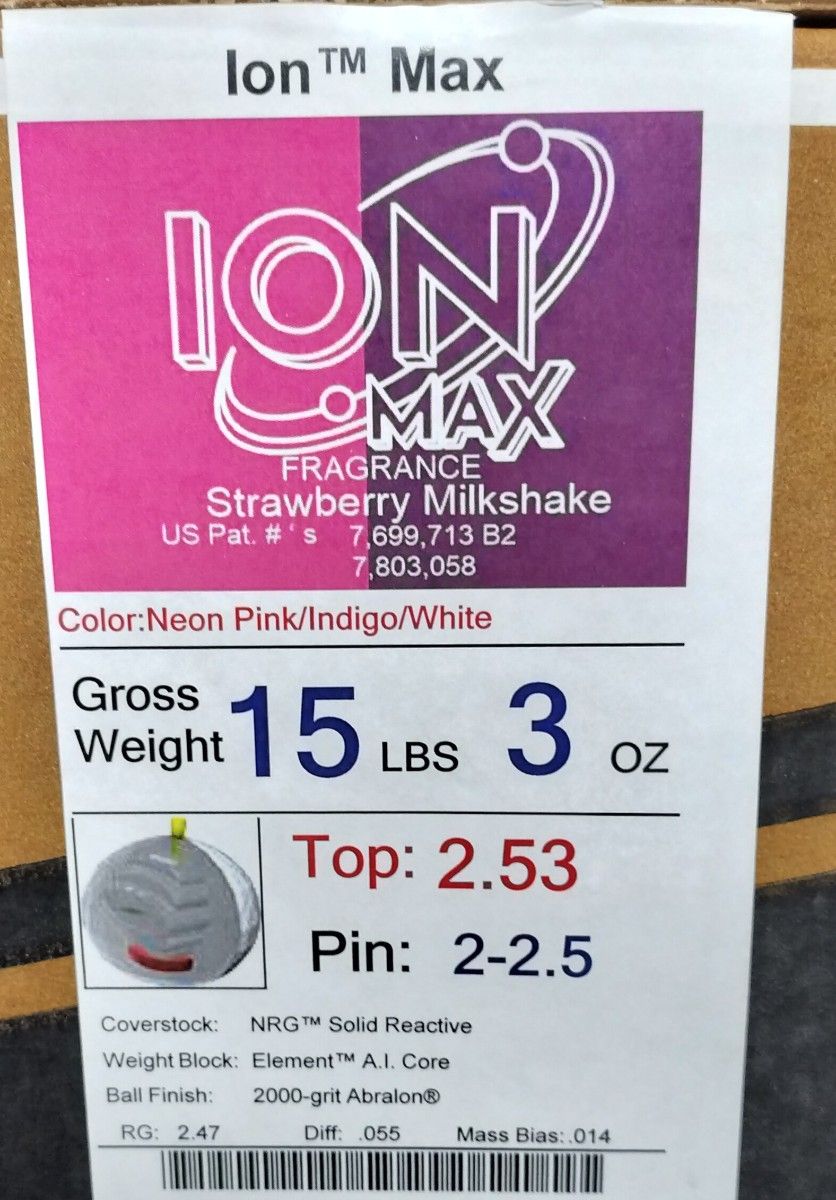 Ion™ Max
ION
MAX
FRAGRANCE
Strawberry Milkshake
US Pat. #'s 7,699,713 B2
7,803,058
Color:Neon Pink/Indigo/White
Gross Weight 15 LBS 3 OZ
Top: 2.53
Pin: 2-2.5
Coverstock: NRG™ Solid Reactive
Weight Block: Element™ A.I. Core
Ball Finish: 2000-grit Abralon®
RG: 2.47 Diff: .055 Mass Bias: .014